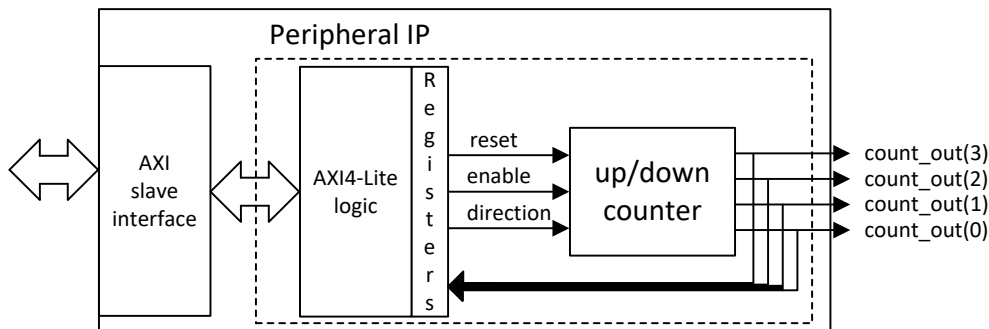 Peripheral IP
AXI
slave
interface
AXI4-Lite
logic
Registers
reset
enable
direction
up/down
counter
count_out(3)
count_out(2)
count_out(1)
count_out(0)